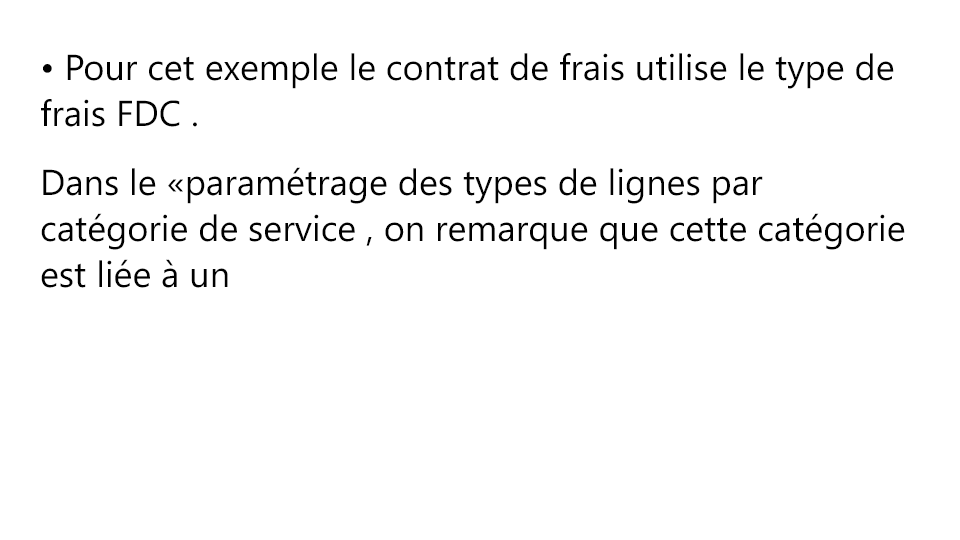 • Pour cet exemple le contrat de frais utilise le type de
frais FDC .
Dans le «paramétrage des types de lignes par
catégorie de service , on remarque que cette catégorie
est liée à un